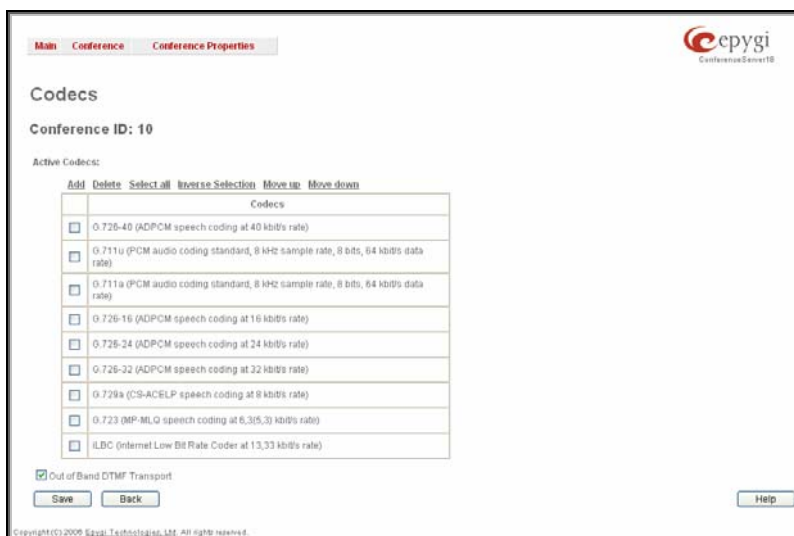 Main Conference Conference Properties
epygi
ConferenceServer18
Codecs
Conference ID: 10
Active Codecs:
Add Delete Select all Inverse Selection Move up Move down
Codecs
G.726-40 (ADPCM speech coding at 40 kbit/s rate)
G.711u (PCM audio coding standard, 8 kHz sample rate, 8 bits, 64 kbit/s data
rate)
G.711a (PCM audio coding standard, 8 kHz sample rate, 8 bits, 64 kbit/s data
rate)
G.726-16 (ADPCM speech coding at 16 kbit/s rate)
G.726-24 (ADPCM speech coding at 24 kbit/s rate)
G.726-32 (ADPCM speech coding at 32 kbit/s rate)
G.729a (CS-ACELP speech coding at 8 kbit/s rate)
G.723 (MP-MLQ speech coding at 6,3(5,3) kbit/s rate)
iLBC (internet Low Bit Rate Coder at 13,33 kbit/s rate)
Out of Band DTMF Transport
Save Back Help
Copyright (C) 2006 Epygi Technologies, Ltd. All rights reserved.